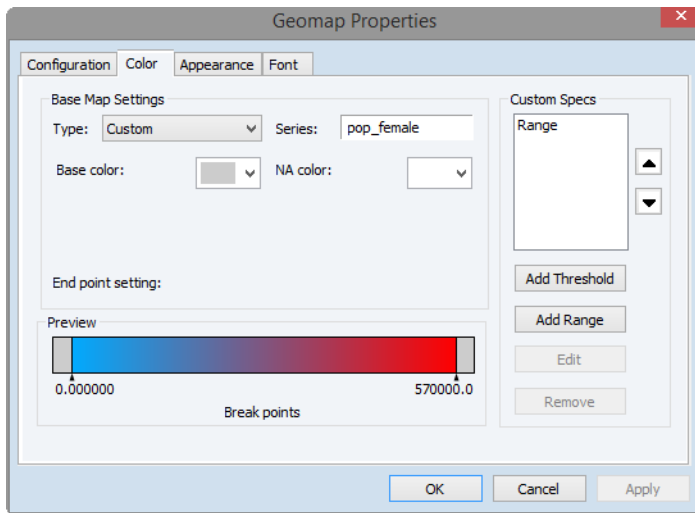 Geomap Properties
Configuration
Color
Appearance
Font
Base Map Settings
Type:
Custom
Series:
pop_female
Base color:
NA color:
End point setting:
Custom Specs
Range
Add Threshold
Add Range
Edit
Remove
Preview
0.000000
570000.0
Break points
OK
Cancel
Apply